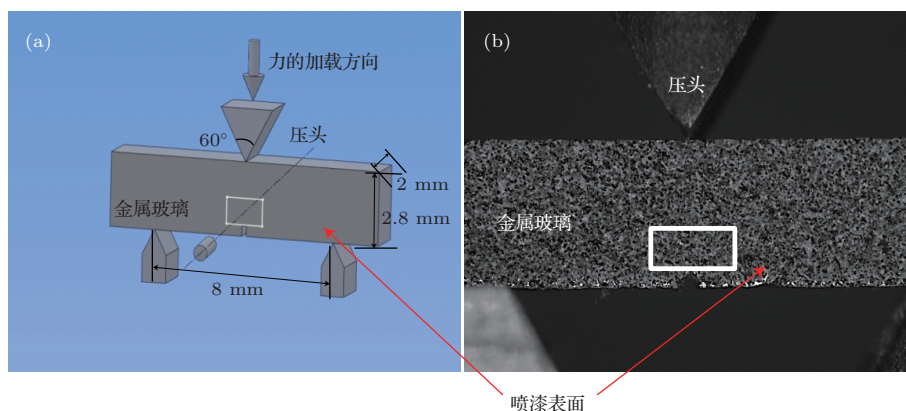 (a)
力的加载方向
60°
压头
2 mm
金属玻璃
2.8 mm
8 mm
(b)
压头
金属玻璃
喷漆表面